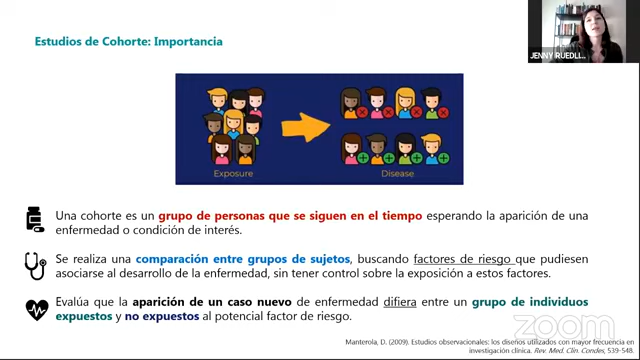 Estudios de Cohorte: Importancia
JENNY RUEDLI...
Exposure
Disease
Una cohorte es un grupo de personas que se siguen en el tiempo esperando la aparición de una
enfermedad o condición de interés.
Se realiza una comparación entre grupos de sujetos, buscando factores de riesgo que pudiesen
asociarse al desarrollo de la enfermedad, sin tener control sobre la exposición a estos factores.
Evalúa que la aparición de un caso nuevo de enfermedad difiera entre un grupo de individuos
expuestos y no expuestos al potencial factor de riesgo.
zoom
Manterola, D. (2009). Estudios observacionales: los diseños utilizados con mayor frecuencia en
investigación clínica. Rev. Med. Clin. Condes, 539-548.